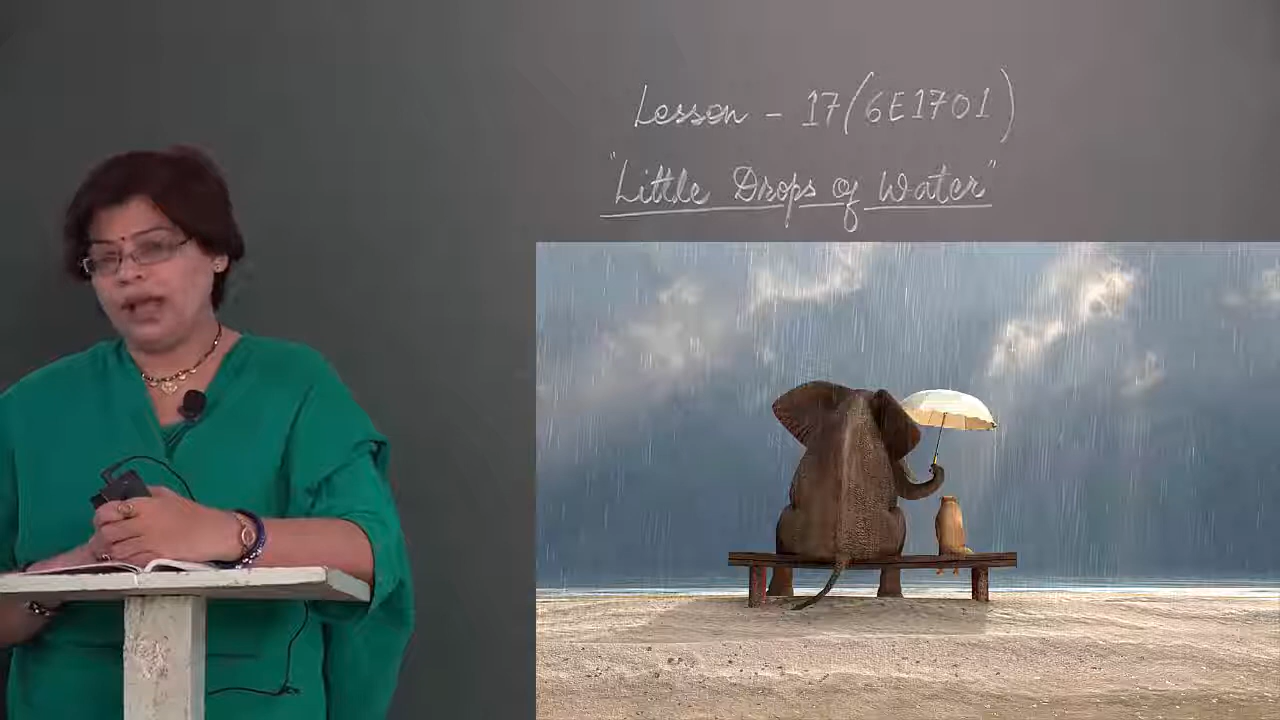 Lesson - 17 (6E1701)
"Little Drops of Water"